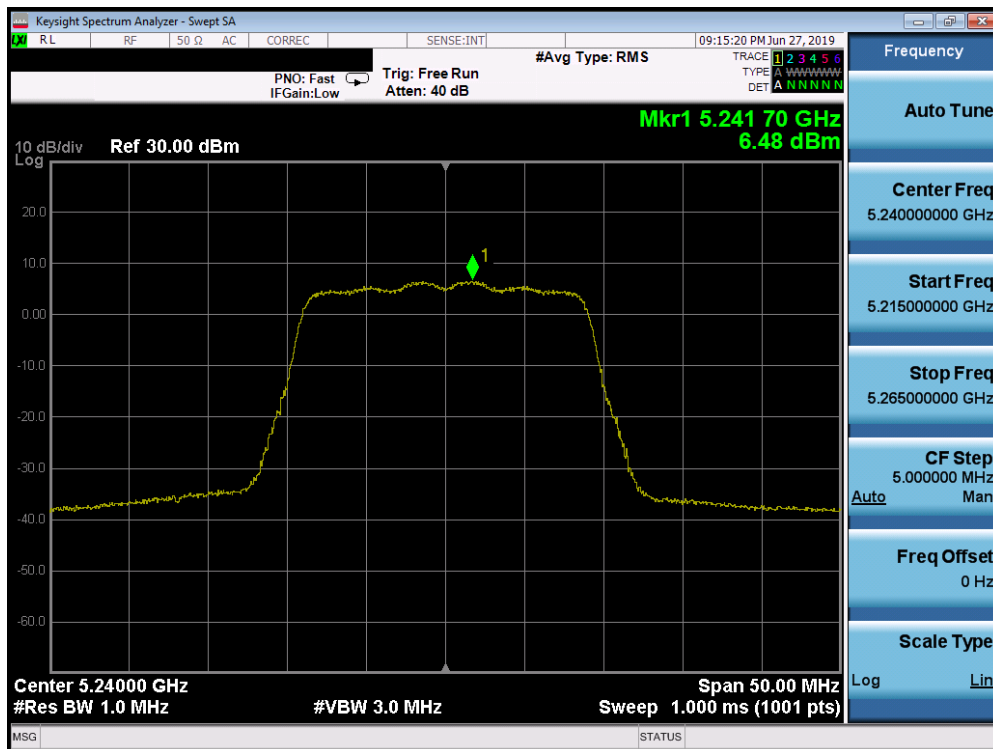 Keysight Spectrum Analyzer - Swept SA
LXI RL RF 50 Ω AC CORREC SENSE:INT 09:15:20 PM Jun 27, 2019
#Avg Type: RMS
TRACE 1 2 3 4 5 6
PNO: Fast Trig: Free Run TYPE A WWWWW
IFGain:Low Atten: 40 dB DET A N N N N N
Mkr1 5.241 70 GHz
6.48 dBm
10 dB/div Ref 30.00 dBm
Log
20.0
1
10.0
0.00
-10.0
-20.0
-30.0
-40.0
-50.0
-60.0
Center 5.24000 GHz Span 50.00 MHz
#Res BW 1.0 MHz #VBW 3.0 MHz Sweep 1.000 ms (1001 pts)
MSG STATUS
Frequency
Auto Tune
Center Freq
5.240000000 GHz
Start Freq
5.215000000 GHz
Stop Freq
5.265000000 GHz
CF Step
5.000000 MHz
Auto Man
Freq Offset
0 Hz
Scale Type
Log Lin